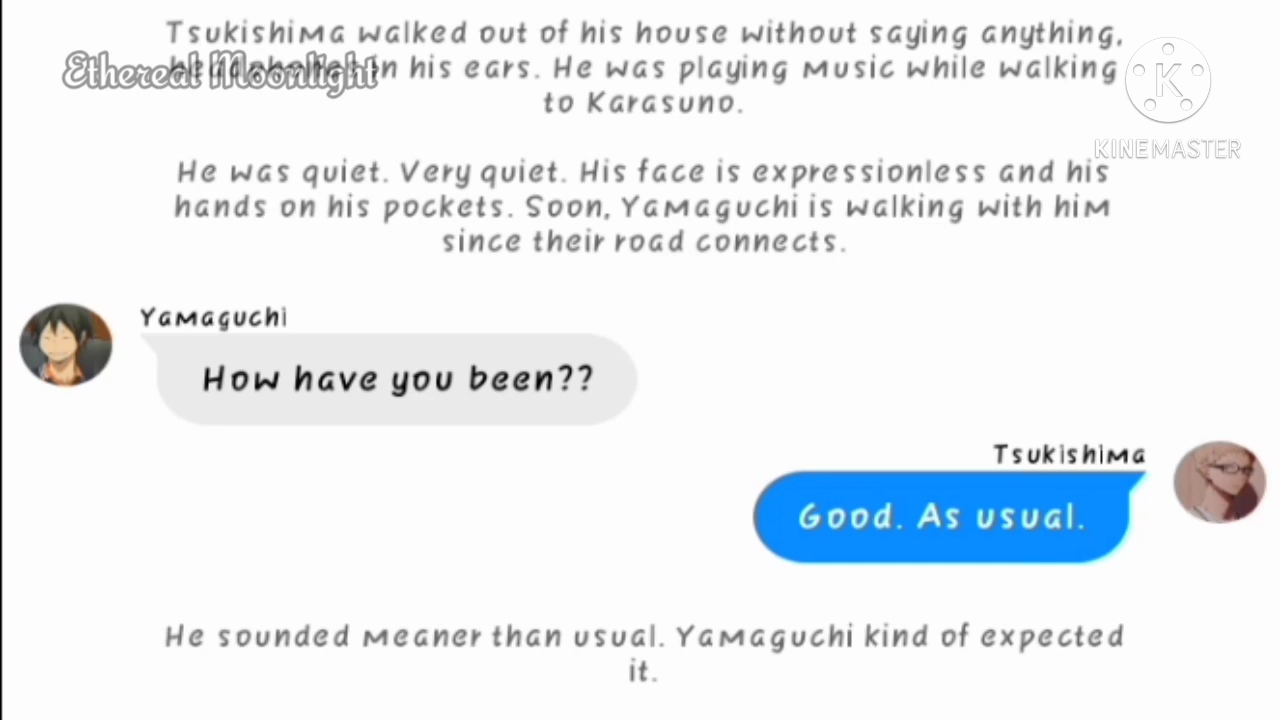 Tsukishima walked out of his house without saying anything,
Ethereal Moonlight
in his ears. He was playing music while walking
to Karasuno.
K
KINEMASTER
He was quiet. Very quiet. His face is expressionless and his
hands on his pockets. Soon, Yamaguchi is walking with him
since their road connects.
Yamaguchi
How have you been??
Tsukishima
Good. As usual.
He sounded meaner than usual. Yamaguchi kind of expected
it.